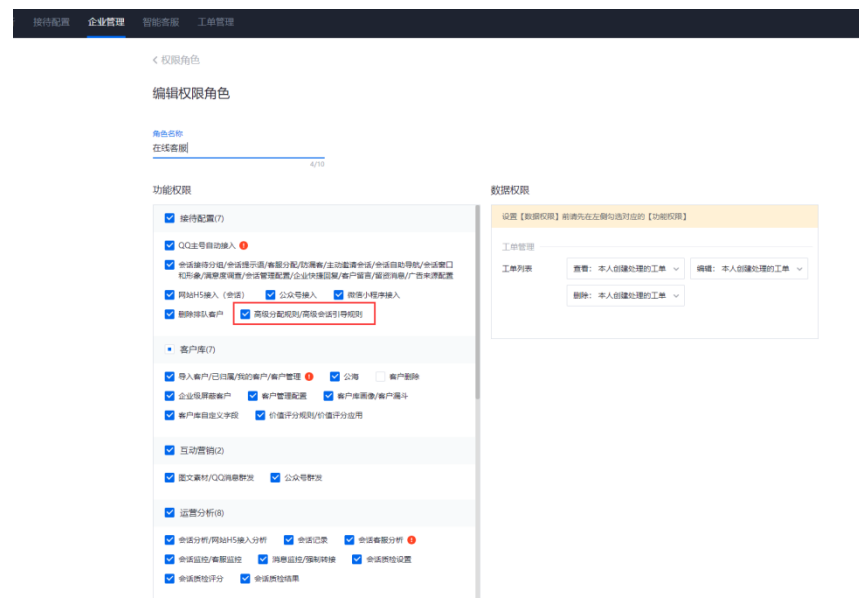 接待配置 企业管理 智能客服 工单管理
< 权限角色
编辑权限角色
角色名称
在线客服
4/10
功能权限
接待配置(7)
QQ主号自动接入
会话接待分组/会话提示语/客服分配/防漏客/主动邀请会话/会话自助导航/会话窗口
和形象/满意度调查/会话管理配置/企业快捷回复/客户留言/留资消息/广告来源配置
网站H5接入（会话） 公众号接入 微信小程序接入
删除排队客户 高级分配规则/高级会话引导规则
客户库(7)
导入客户/已归属/我的客户/客户管理 公海 客户删除
企业级屏蔽客户 客户管理配置 客户库画像/客户漏斗
客户库自定义字段 价值评分规则/价值评分应用
互动营销(2)
图文素材/QQ消息群发 公众号群发
运营分析(8)
会话分析/网站H5接入分析 会话记录 会话客服分析
会话监控/客服监控 消息监控/强制转接 会话质检设置
会话质检评分 会话质检结果
数据权限
设置【数据权限】前请先在左侧勾选对应的【功能权限】
工单管理
工单列表 查看：本人创建处理的工单 编辑：本人创建处理的工单
删除：本人创建处理的工单